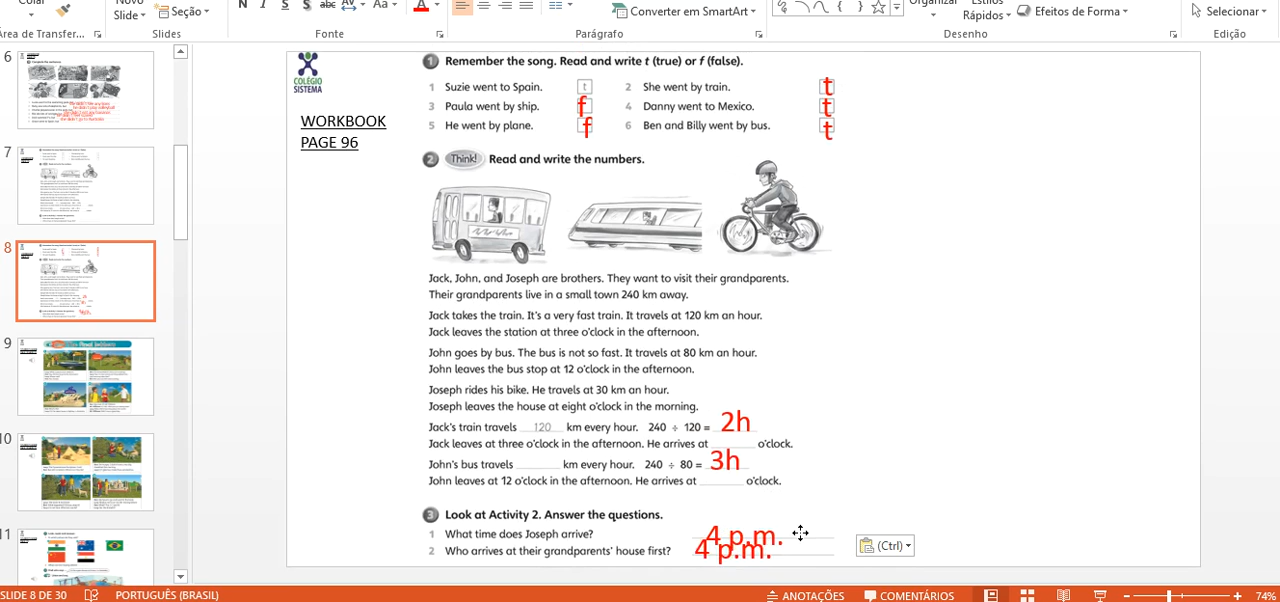 Colar
Novo
Slide
Seção
N I S S abc AV Aa A
Converter em SmartArt
Organizar
Estilos
Rápidos
Efeitos de Forma
Selecionar
Área de Transfer...
Slides
Fonte
Parágrafo
Desenho
Edição
6
7
8
9
10
11
COLÉGIO
SISTEMA
WORKBOOK
PAGE 96
1 Remember the song. Read and write t (true) or f (false).
1 Suzie went to Spain. t 2 She went by train. t
3 Paula went by ship. f 4 Danny went to Mexico. t
5 He went by plane. f 6 Ben and Billy went by bus. t
2 Think! Read and write the numbers.
Jack, John, and Joseph are brothers. They want to visit their grandparents.
Their grandparents live in a small town 240 km away.
Jack takes the train. It's a very fast train. It travels at 120 km an hour.
Jack leaves the station at three o'clock in the afternoon.
John goes by bus. The bus is not so fast. It travels at 80 km an hour.
John leaves the bus stop at 12 o'clock in the afternoon.
Joseph rides his bike. He travels at 30 km an hour.
Joseph leaves the house at eight o'clock in the morning.
Jack's train travels 120 km every hour. 240 ÷ 120 = 2h
Jack leaves at three o'clock in the afternoon. He arrives at ______ o'clock.
John's bus travels ______ km every hour. 240 ÷ 80 = 3h
John leaves at 12 o'clock in the afternoon. He arrives at ______ o'clock.
3 Look at Activity 2. Answer the questions.
1 What time does Joseph arrive? 4 p.m.
2 Who arrives at their grandparents' house first? 4 p.m.
(Ctrl)
SLIDE 8 DE 30
PORTUGUÊS (BRASIL)
ANOTAÇÕES
COMENTÁRIOS
74%